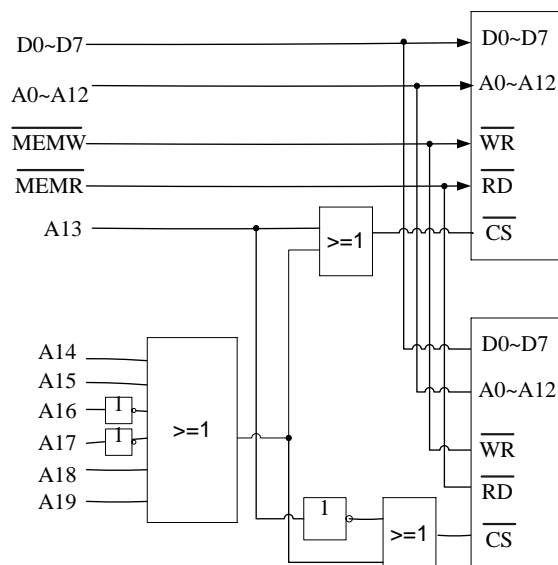 D0~D7
A0~A12
MEMW
MEMR
A13
A14
A15
A16
A17
A18
A19
1
1
>=1
>=1
1
>=1
D0~D7
A0~A12
WR
RD
CS
D0~D7
A0~A12
WR
RD
CS